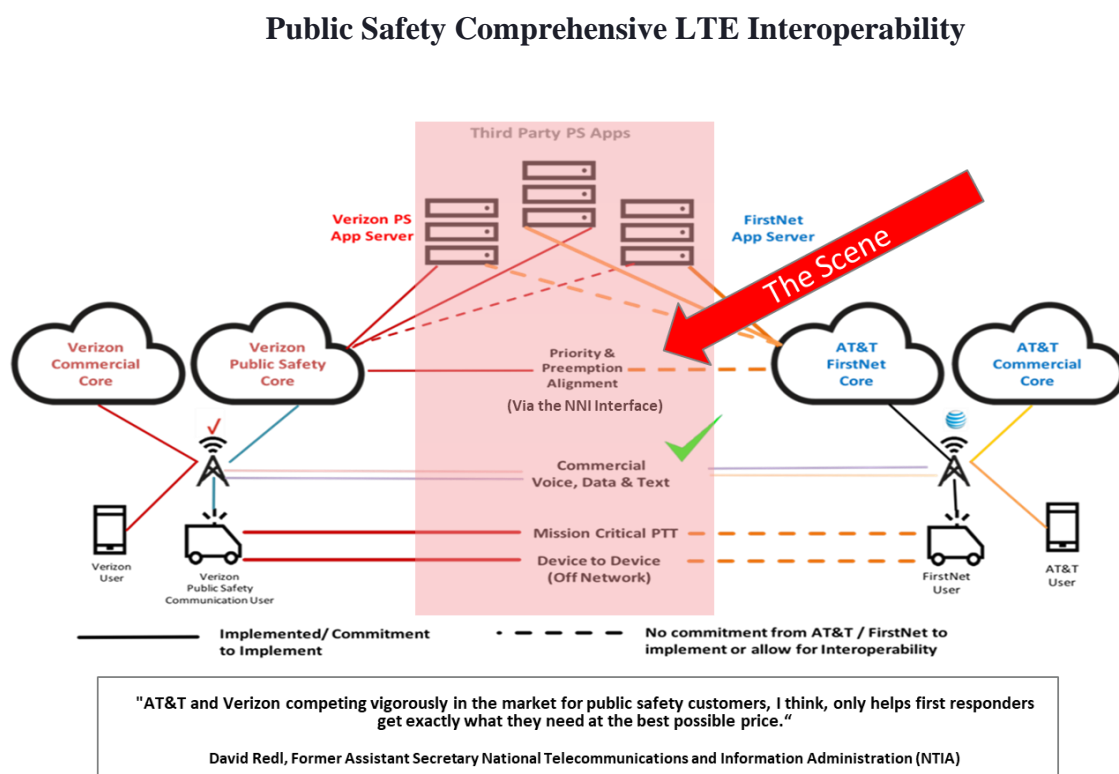 Public Safety Comprehensive LTE Interoperability
Third Party PS Apps
Verizon PS
App Server
FirstNet
App Server
The Scene
Verizon
Commercial
Core
Verizon
Public Safety
Core
Priority &
Preemption
Alignment
(Via the NNI Interface)
AT&T
FirstNet
Core
AT&T
Commercial
Core
Commercial
Voice, Data & Text
Mission Critical PTT
Device to Device
(Off Network)
Verizon
User
Verizon
Public Safety
Communication User
FirstNet
User
AT&T
User
Implemented/ Commitment
to Implement
No commitment from AT&T / FirstNet to
implement or allow for Interoperability
"AT&T and Verizon competing vigorously in the market for public safety customers, I think, only helps first responders
get exactly what they need at the best possible price.“
David Redl, Former Assistant Secretary National Telecommunications and Information Administration (NTIA)